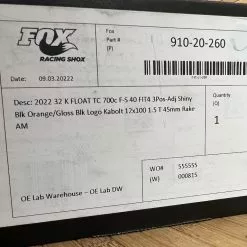 FOX
RACING SHOX
Fox
Part #
(P)
910-20-260
Date:
09.03.20222
Desc: 2022 32 K FLOAT TC 700c F-S 40 FIT4 3Pos-Adj Shiny
Blk Orange/Gloss Blk Logo Kabolt 12x100 1.5 T 45mm Rake
AM
Quantity
(Q)
1
WO# 555555
(W) 000815
OE Lab Warehouse – OE Lab DW